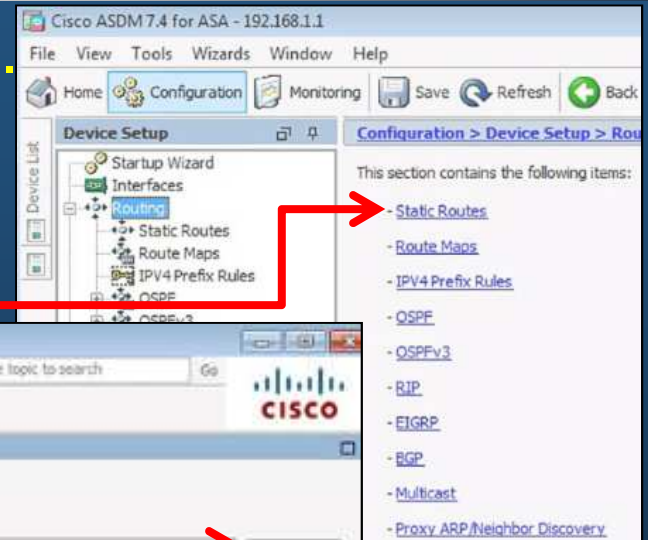 Cisco ASDM 7.4 for ASA - 192.168.1.1
File View Tools Wizards Window Help
Home Configuration Monitoring Save Refresh Back
Device List
Device Setup
Startup Wizard
Interfaces
Routing
Static Routes
Route Maps
IPV4 Prefix Rules
OSPF
OSPFv3
Configuration > Device Setup > Rou
This section contains the following items:
- Static Routes
- Route Maps
- IPV4 Prefix Rules
- OSPF
- OSPFv3
- RIP
- EIGRP
- BGP
- Multicast
- Proxy ARP/Neighbor Discovery
topic to search Go
CISCO